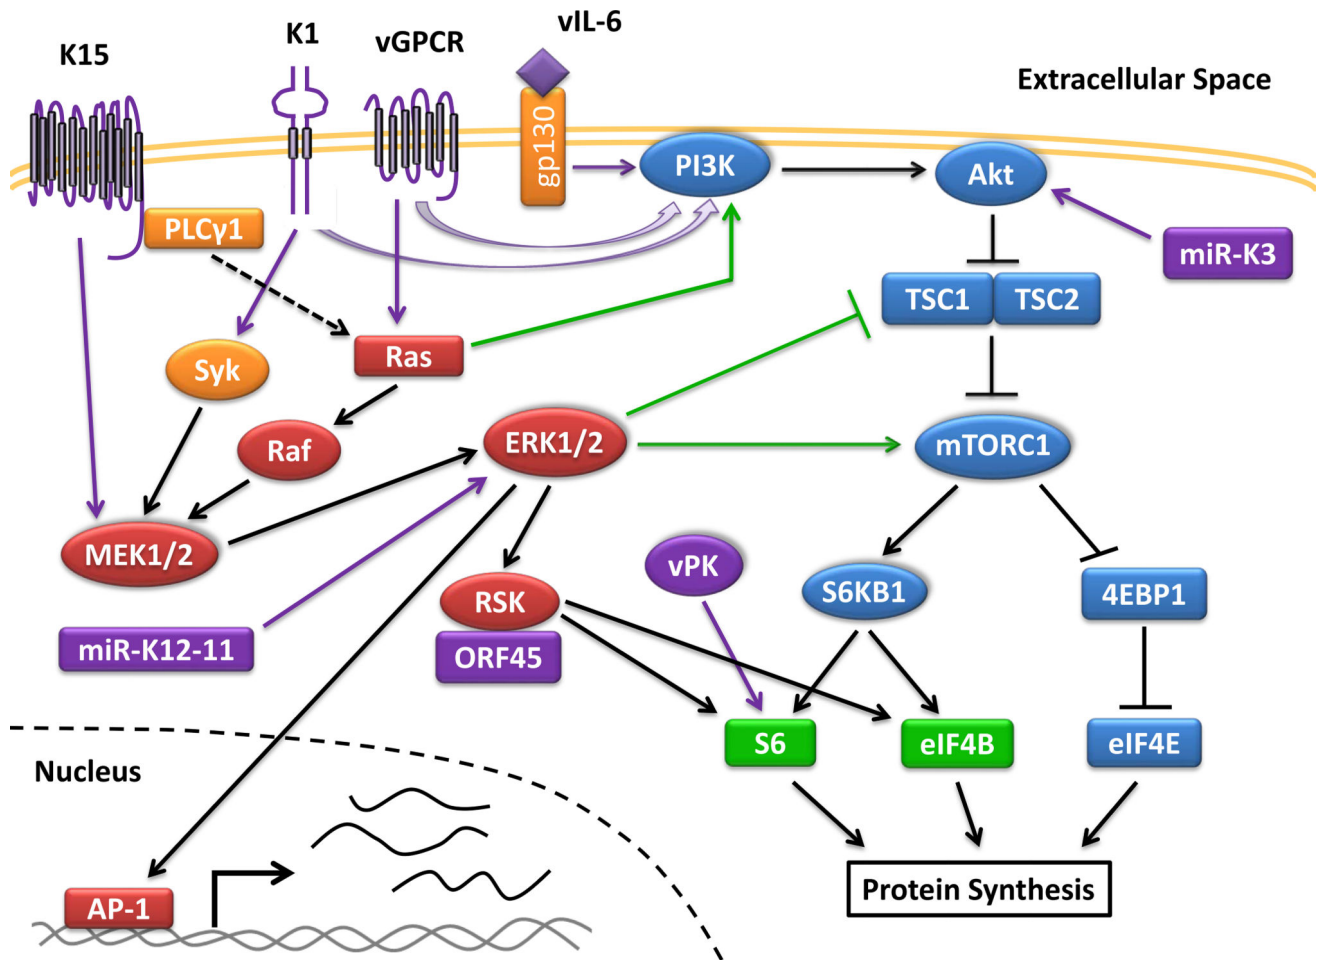 vIL-6
K1
vGPCR
K15
Extracellular Space
gp130
PI3K
Akt
PLCγ1
miR-K3
TSC1
TSC2
Ras
Syk
Raf
ERK1/2
mTORC1
MEK1/2
vPK
S6KB1
4EBP1
RSK
miR-K12-11
ORF45
S6
eIF4B
eIF4E
Nucleus
Protein Synthesis
AP-1